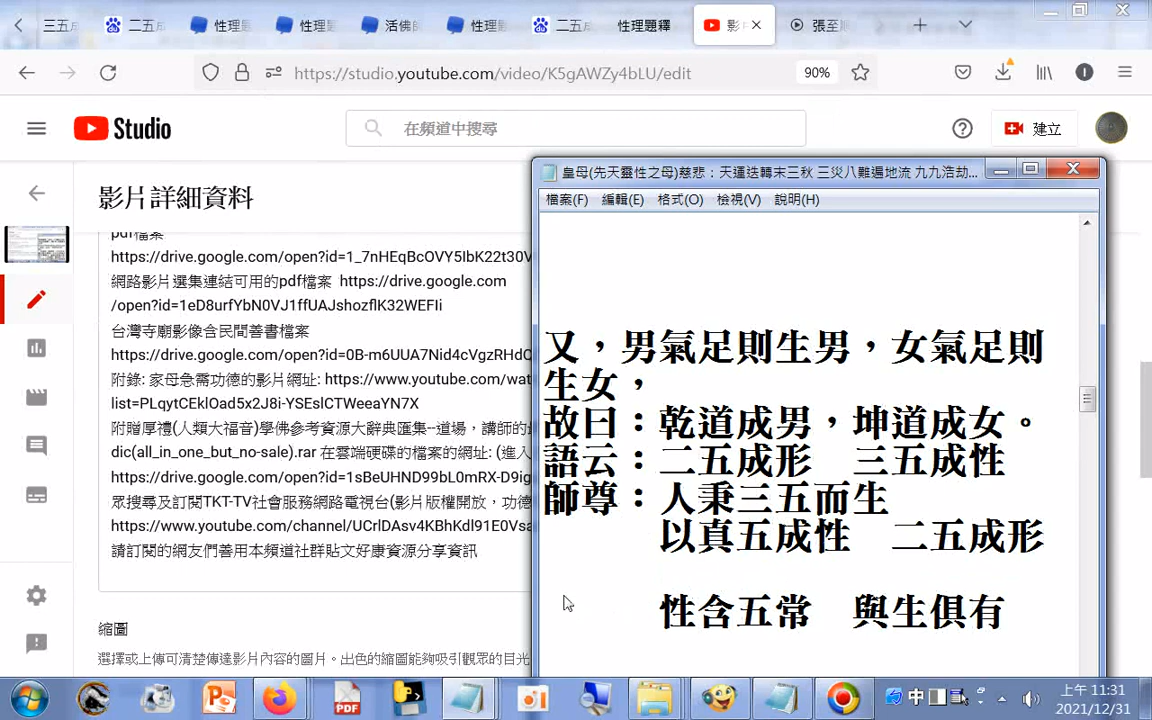 三五成
二五成
性理題
性理題
活佛師
性理題
二五成
性理題釋
影片
張至順
https://studio.youtube.com/video/K5gAWZy4bLU/edit
90%
Studio
在頻道中搜尋
建立
影片詳細資料
pdf檔案
https://drive.google.com/open?id=1_7nHEqBcOVY5IbK22t30V
網路影片選集連結可用的pdf檔案 https://drive.google.com
/open?id=1eD8urfYbN0VJ1ffUAJshozflK32WEFIi
台灣寺廟影像含民間善書檔案
https://drive.google.com/open?id=0B-m6UUA7Nid4cVgzRHdO
附錄: 家母急需功德的影片網址: https://www.youtube.com/wat
list=PLqytCEklOad5x2J8i-YSEslCTWeeaYN7X
附贈厚禮(人類大福音)學佛參考資源大辭典匯集--道場，講師的
dic(all_in_one_but_no-sale).rar 在雲端硬碟的檔案的網址: (進入
https://drive.google.com/open?id=1sBeUHND99bL0mRX-D9ig
眾搜尋及訂閱TKT-TV社會服務網路電視台(影片版權開放，功德
https://www.youtube.com/channel/UCrlDAsv4KBhKdl91E0Vsa
請訂閱的網友們善用本頻道社群貼文好康資源分享資訊
縮圖
選擇或上傳可清楚傳達影片內容的圖片。出色的縮圖能夠吸引觀眾的目光
皇母(先天靈性之母)慈悲：天運迭轉末三秋 三災八難遍地流 九九浩劫...
檔案(F) 編輯(E) 格式(O) 檢視(V) 說明(H)
又，男氣足則生男，女氣足則
生女，
故曰：乾道成男，坤道成女。
語云：二五成形　三五成性
師尊：人秉三五而生
以真五成性　二五成形
性含五常　與生俱有
中
上午 11:31
2021/12/31